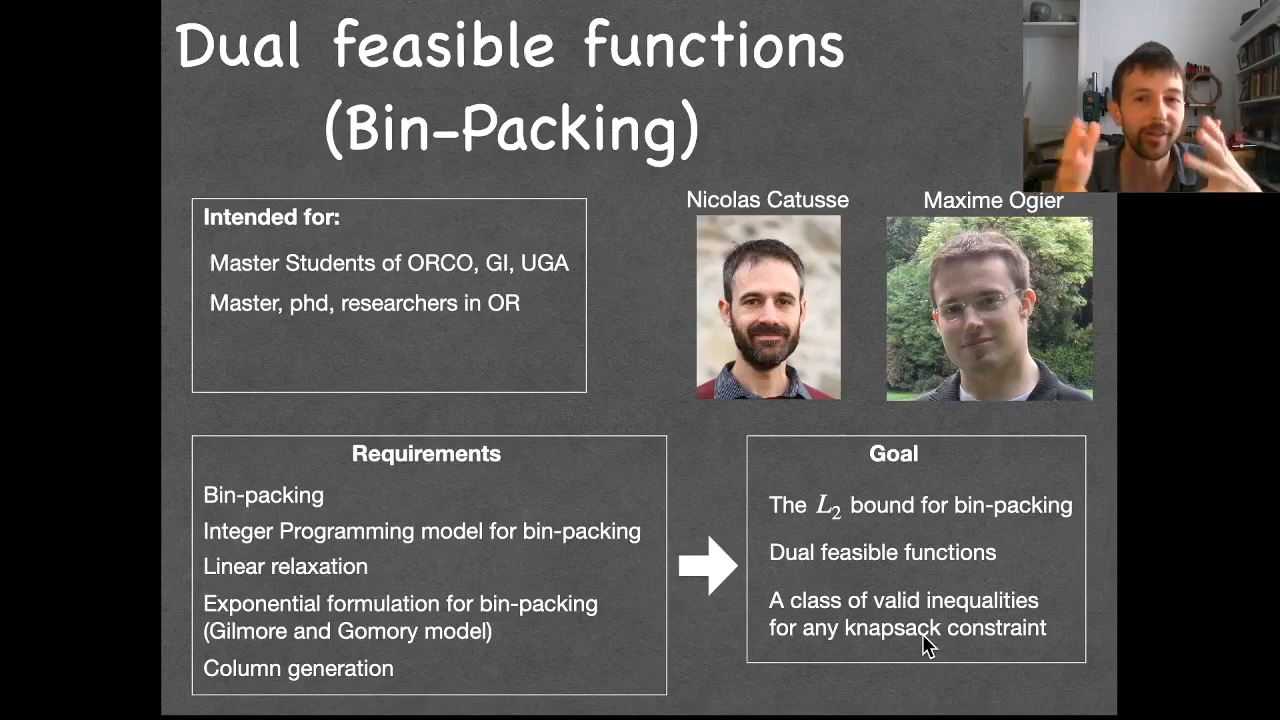 Dual feasible functions
(Bin-Packing)
Nicolas Catusse
Maxime Ogier
Intended for:
Master Students of ORCO, GI, UGA
Master, phd, researchers in OR
Requirements
Bin-packing
Integer Programming model for bin-packing
Linear relaxation
Exponential formulation for bin-packing
(Gilmore and Gomory model)
Column generation
Goal
The L₂ bound for bin-packing
Dual feasible functions
A class of valid inequalities
for any knapsack constraint